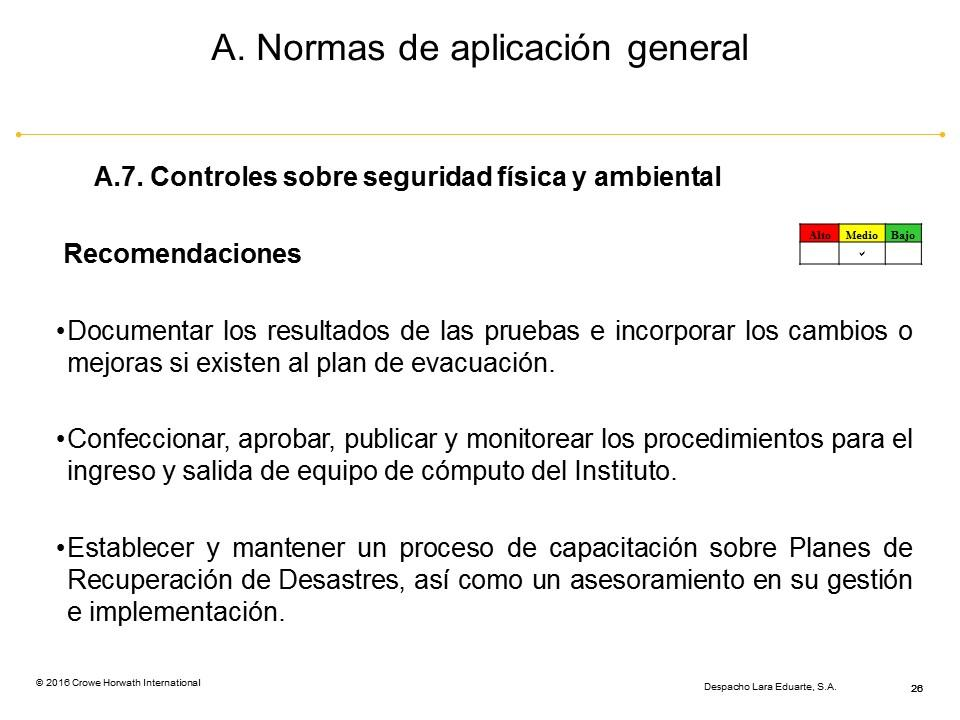 A. Normas de aplicación general
A.7. Controles sobre seguridad física y ambiental
Recomendaciones
Alto Medio Bajo
✓
•Documentar los resultados de las pruebas e incorporar los cambios o
mejoras si existen al plan de evacuación.
•Confeccionar, aprobar, publicar y monitorear los procedimientos para el
ingreso y salida de equipo de cómputo del Instituto.
•Establecer y mantener un proceso de capacitación sobre Planes de
Recuperación de Desastres, así como un asesoramiento en su gestión
e implementación.
© 2016 Crowe Horwath International
Despacho Lara Eduarte, S.A.
26